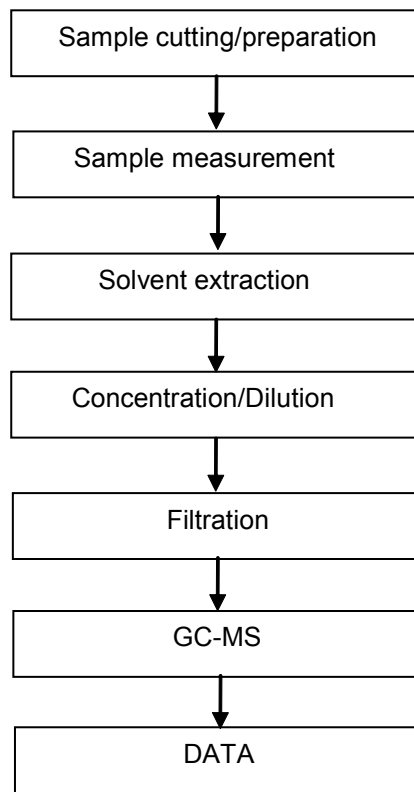 Sample cutting/preparation
Sample measurement
Solvent extraction
Concentration/Dilution
Filtration
GC-MS
DATA